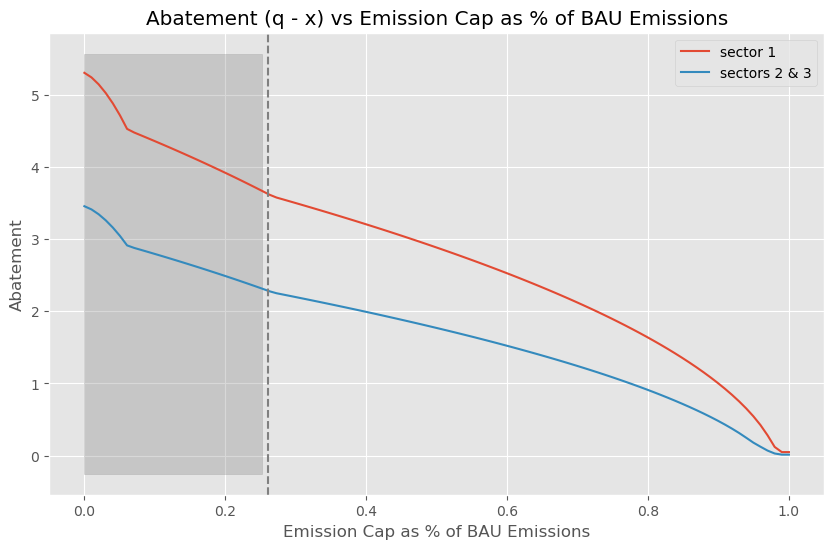 Abatement (q - x) vs Emission Cap as % of BAU Emissions
sector 1
sectors 2 & 3
Abatement
5
4
3
2
1
0
0.0 0.2 0.4 0.6 0.8 1.0
Emission Cap as % of BAU Emissions